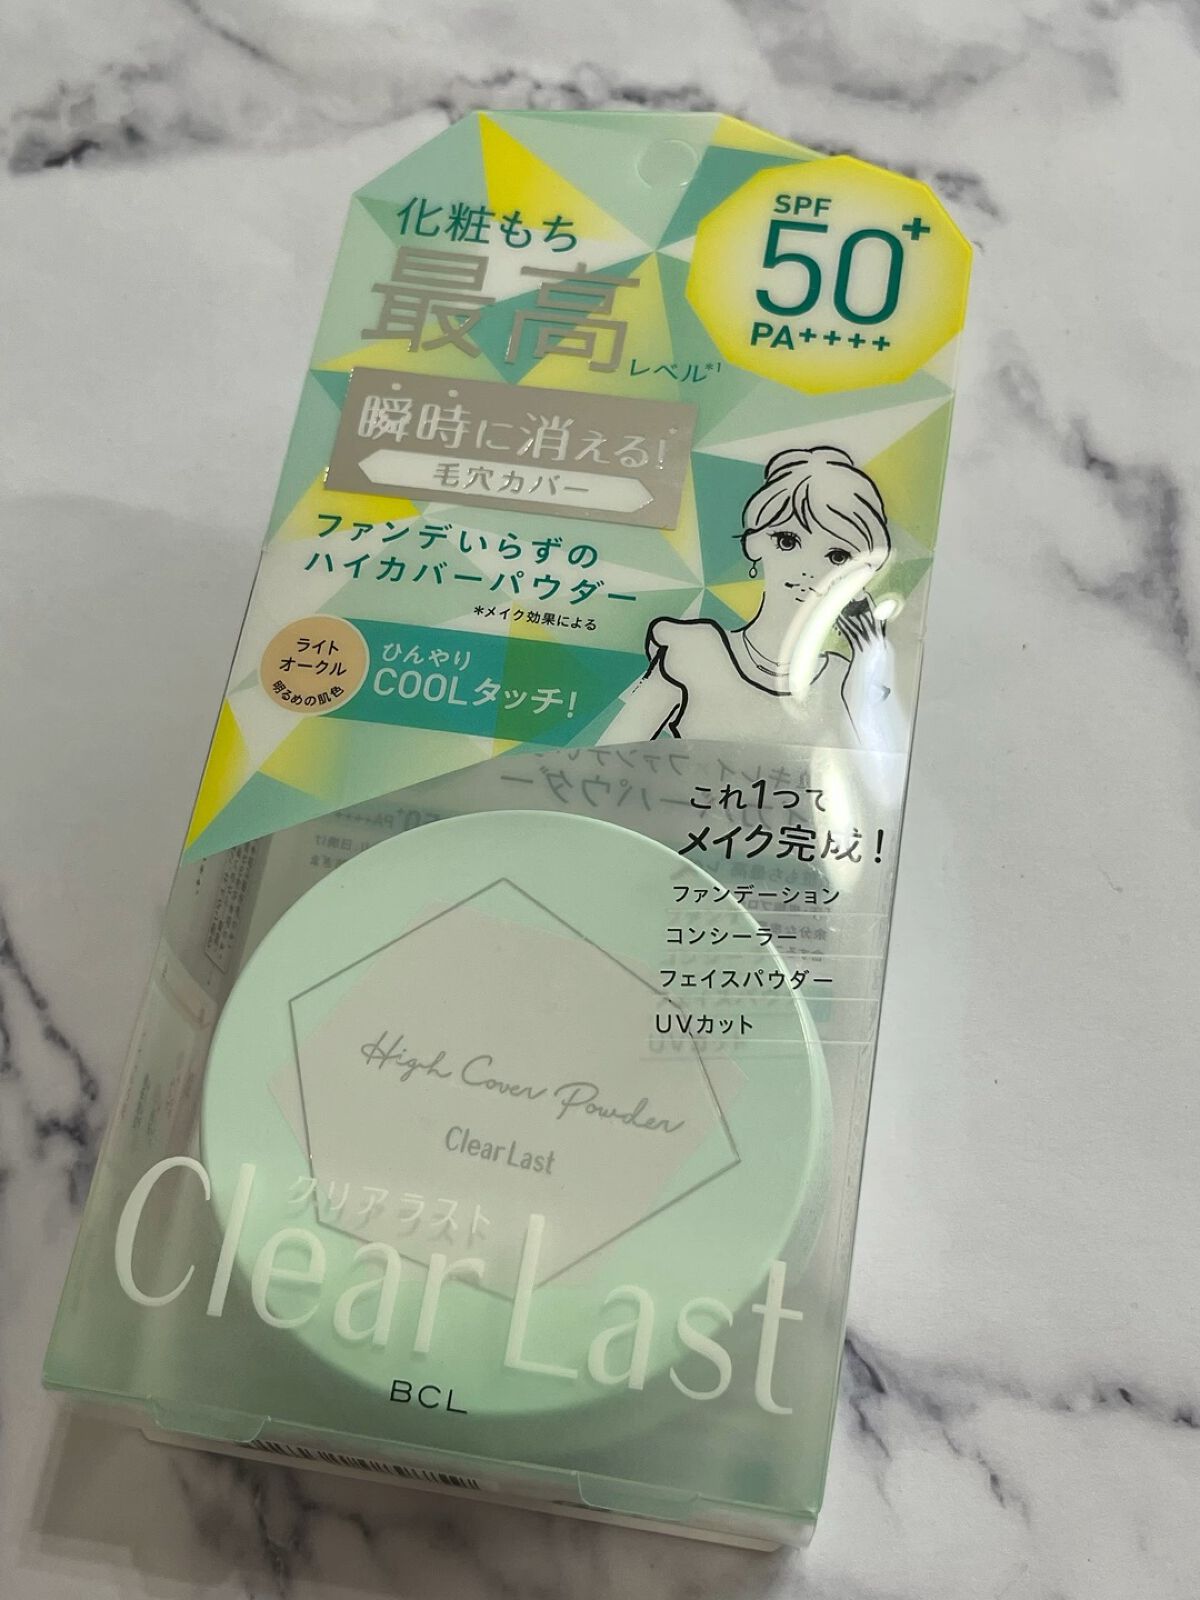 化粧もち
最高
レベル*1
SPF
50+
PA++++
瞬時に消える!
毛穴カバー
ファンデいらずの
ハイカバーパウダー
*メイク効果による
ライト
オークル
明るめの肌色
ひんやり
COOLタッチ!
これ1つで
メイク完成!
ファンデーション
コンシーラー
フェイスパウダー
UVカット
High Cover Powder
ClearLast
クリアラスト
ClearLast
BCL